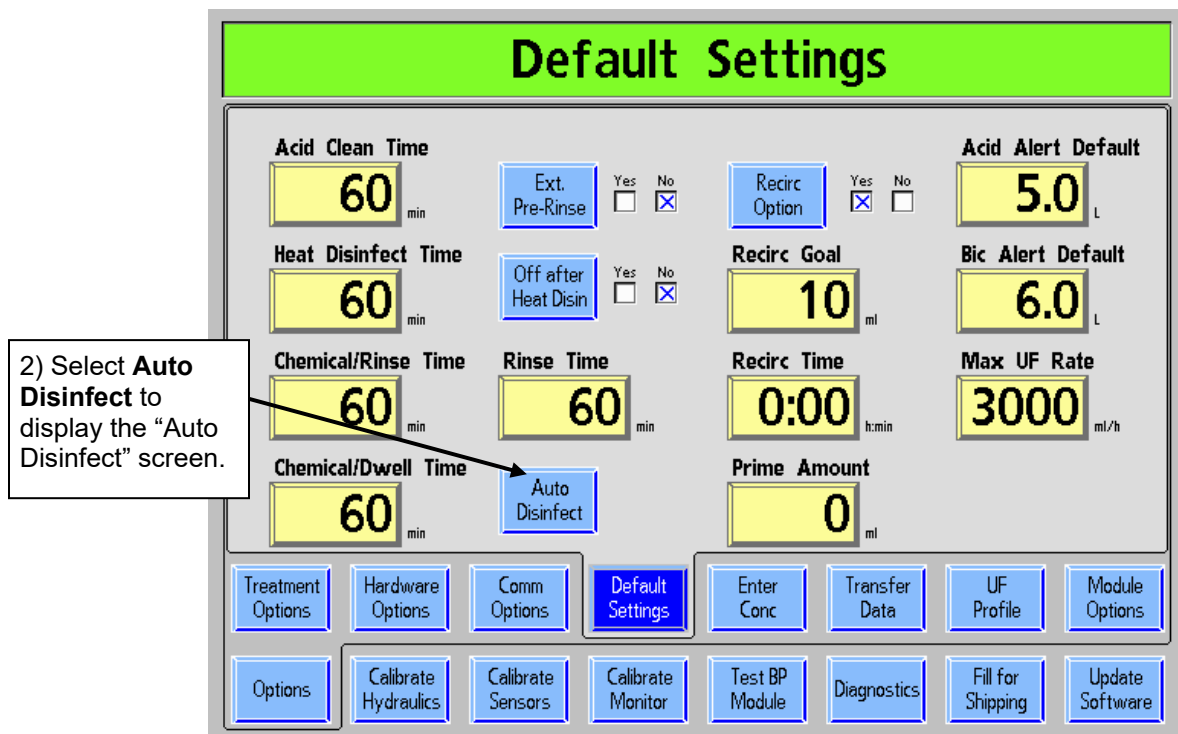 Default Settings
Acid Clean Time
60 min
Ext.
Pre-Rinse
Yes No
Recirc
Option
Yes No
Acid Alert Default
5.0 L
Heat Disinfect Time
60 min
Off after
Heat Disin
Yes No
Recirc Goal
10 ml
Bic Alert Default
6.0 L
2) Select Auto
Disinfect to
display the “Auto
Disinfect” screen.
Chemical/Rinse Time
60 min
Rinse Time
60 min
Recirc Time
0:00 h:min
Max UF Rate
3000 ml/h
Chemical/Dwell Time
60 min
Auto
Disinfect
Prime Amount
0 ml
Treatment
Options
Hardware
Options
Comm
Options
Default
Settings
Enter
Conc
Transfer
Data
UF
Profile
Module
Options
Options
Calibrate
Hydraulics
Calibrate
Sensors
Calibrate
Monitor
Test BP
Module
Diagnostics
Fill for
Shipping
Update
Software